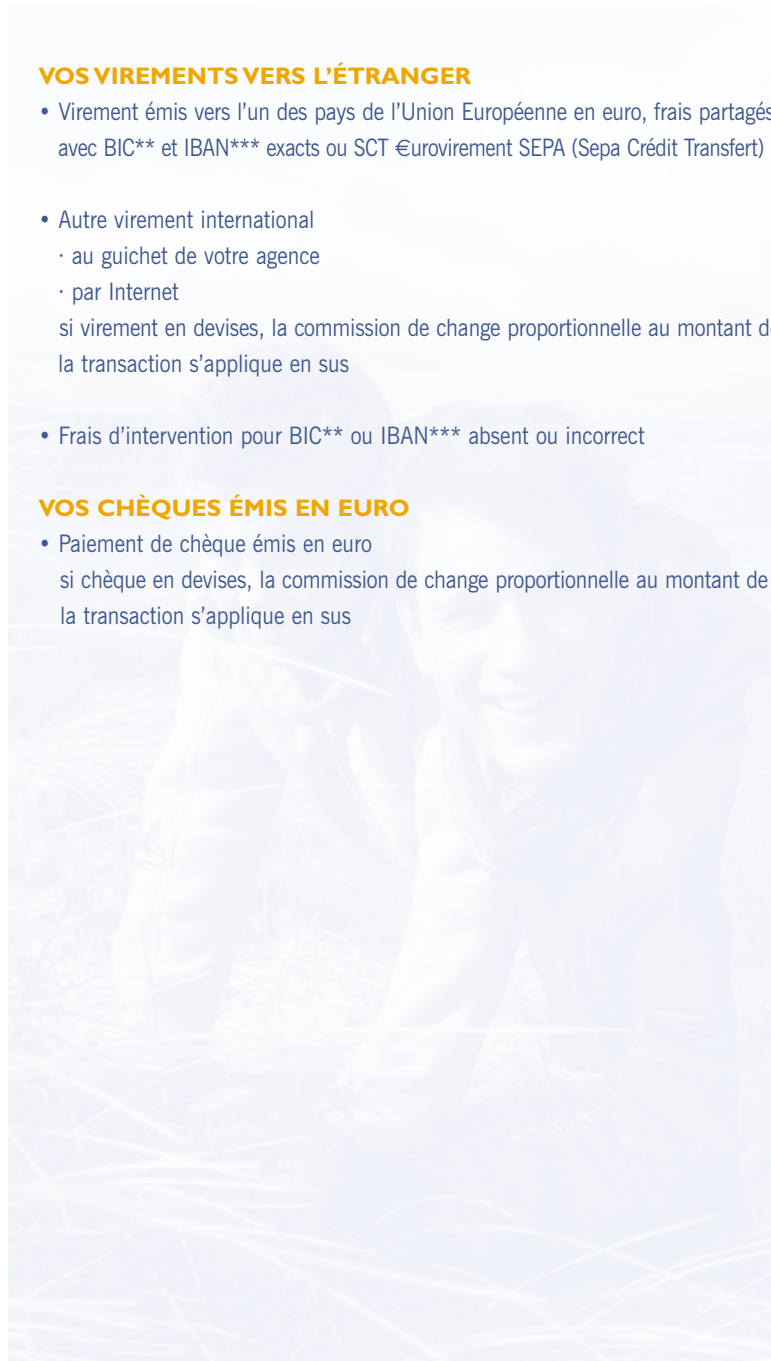 VOS VIREMENTS VERS L’ÉTRANGER
• Virement émis vers l’un des pays de l’Union Européenne en euro, frais partagés
avec BIC** et IBAN*** exacts ou SCT €urovirement SEPA (Sepa Crédit Transfert)
• Autre virement international
· au guichet de votre agence
· par Internet
si virement en devises, la commission de change proportionnelle au montant de
la transaction s’applique en sus
• Frais d’intervention pour BIC** ou IBAN*** absent ou incorrect
VOS CHÈQUES ÉMIS EN EURO
• Paiement de chèque émis en euro
si chèque en devises, la commission de change proportionnelle au montant de
la transaction s’applique en sus